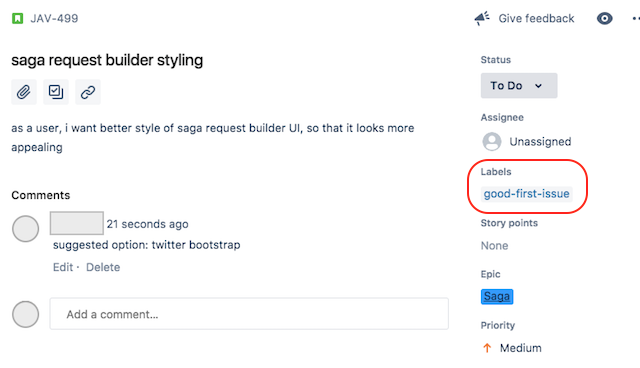 JAV-499
Give feedback
saga request builder styling
as a user, i want better style of saga request builder UI, so that it looks more
appealing
Comments
21 seconds ago
suggested option: twitter bootstrap
Edit · Delete
Add a comment...
Status
To Do
Assignee
Unassigned
Labels
good-first-issue
Story points
None
Epic
Saga
Priority
Medium